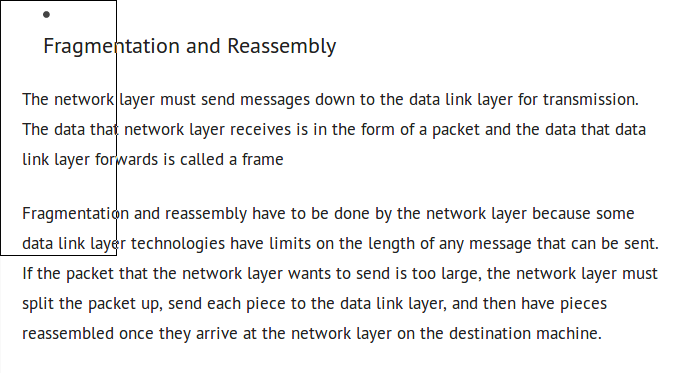 Fragmentation and Reassembly
The network layer must send messages down to the data link layer for transmission.
The data that network layer receives is in the form of a packet and the data that data
link layer forwards is called a frame
Fragmentation and reassembly have to be done by the network layer because some
data link layer technologies have limits on the length of any message that can be sent.
If the packet that the network layer wants to send is too large, the network layer must
split the packet up, send each piece to the data link layer, and then have pieces
reassembled once they arrive at the network layer on the destination machine.